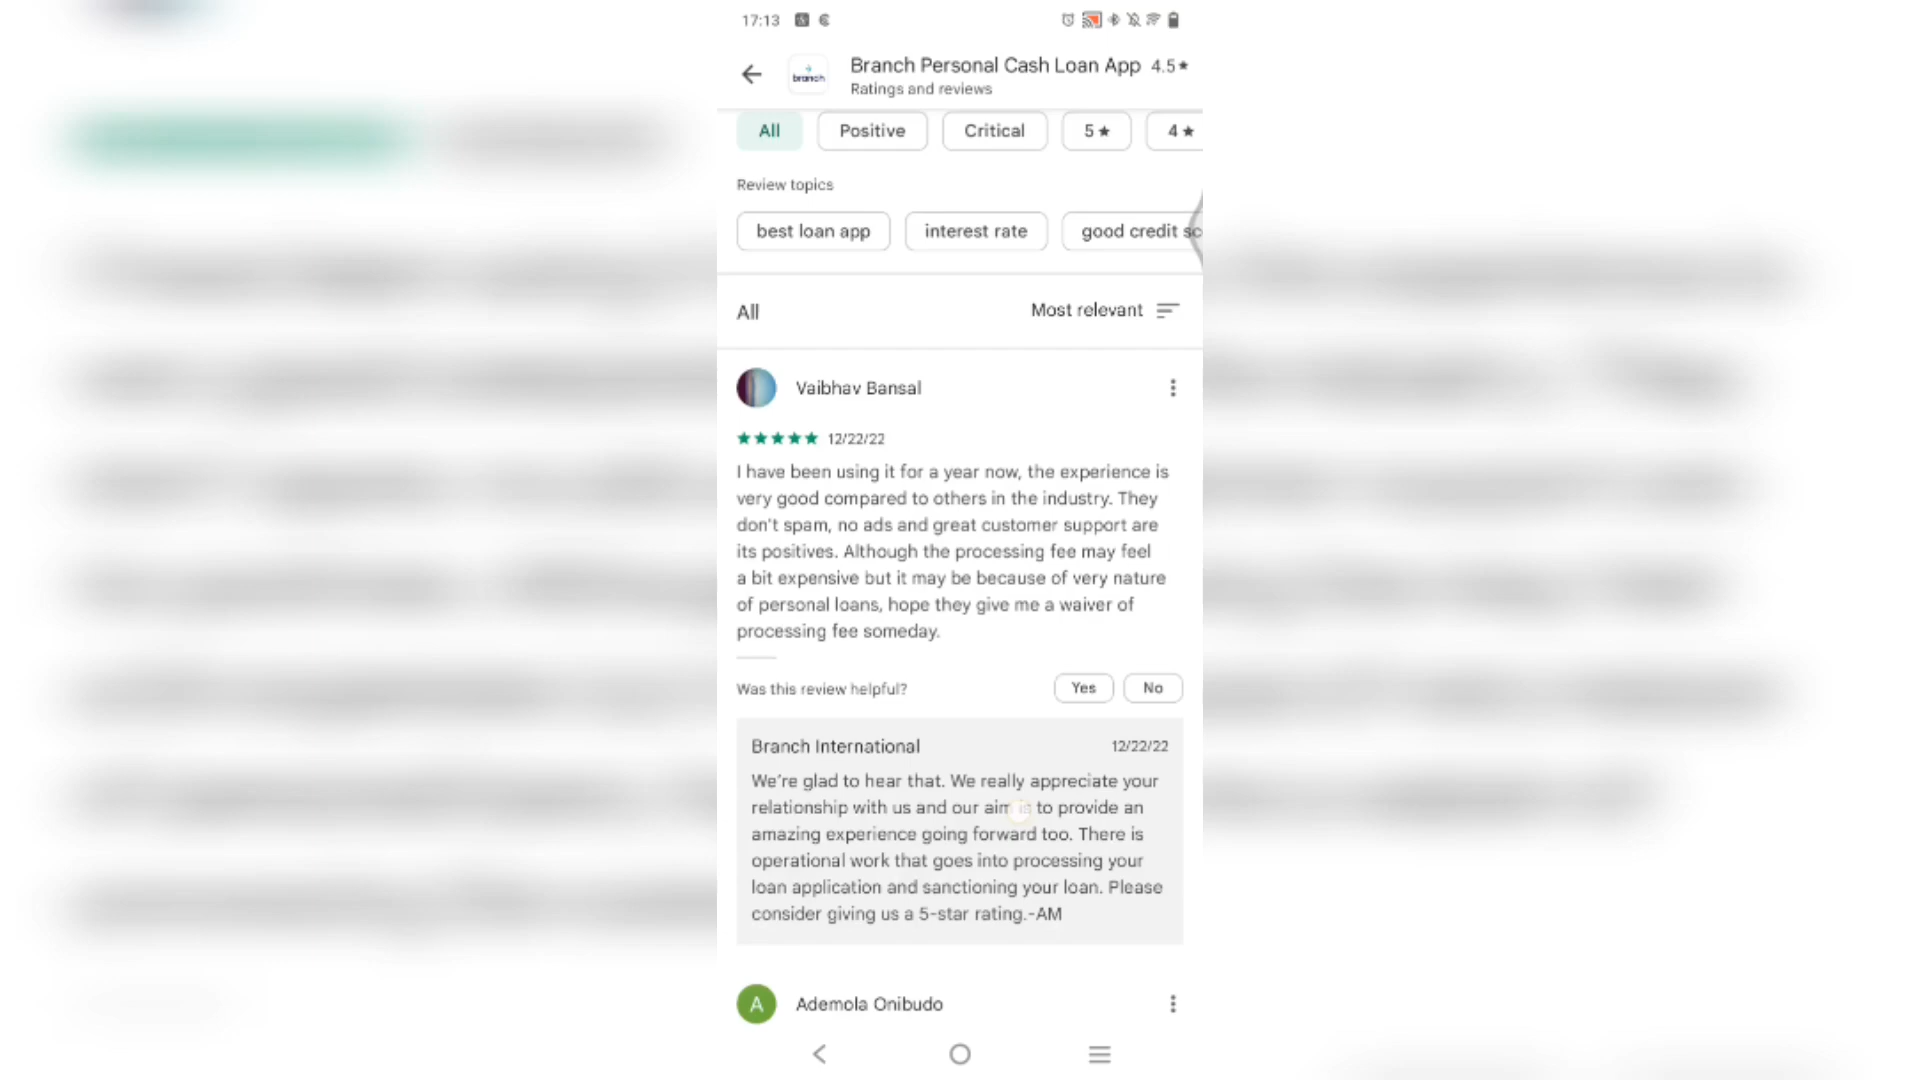 17:13
Branch Personal Cash Loan App 4.5★
branch
Ratings and reviews
All Positive Critical 5★ 4★
Review topics
best loan app interest rate good credit sc
All Most relevant
Vaibhav Bansal
12/22/22
I have been using it for a year now, the experience is
very good compared to others in the industry. They
don't spam, no ads and great customer support are
its positives. Although the processing fee may feel
a bit expensive but it may be because of very nature
of personal loans, hope they give me a waiver of
processing fee someday.
Was this review helpful? Yes No
Branch International 12/22/22
We're glad to hear that. We really appreciate your
relationship with us and our aim is to provide an
amazing experience going forward too. There is
operational work that goes into processing your
loan application and sanctioning your loan. Please
consider giving us a 5-star rating.-AM
A Ademola Onibudo